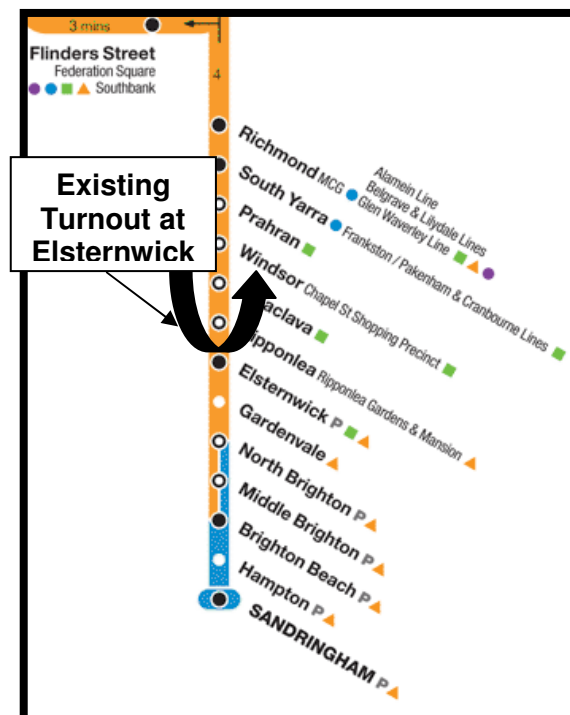 3 mins
Flinders Street
Federation Square
Southbank
4
Existing
Turnout at
Elsternwick
Richmond MCG
Alamein Line
Belgrave & Lilydale Lines
Glen Waverley Line
South Yarra Frankston / Pakenham & Cranbourne Lines
Prahran
Windsor Chapel St Shopping Precinct
aclava
ipponlea Ripponlea Gardens & Mansion
Elsternwick P
Gardenvale
North Brighton P
Middle Brighton P
Brighton Beach P
Hampton P
SANDRINGHAM P